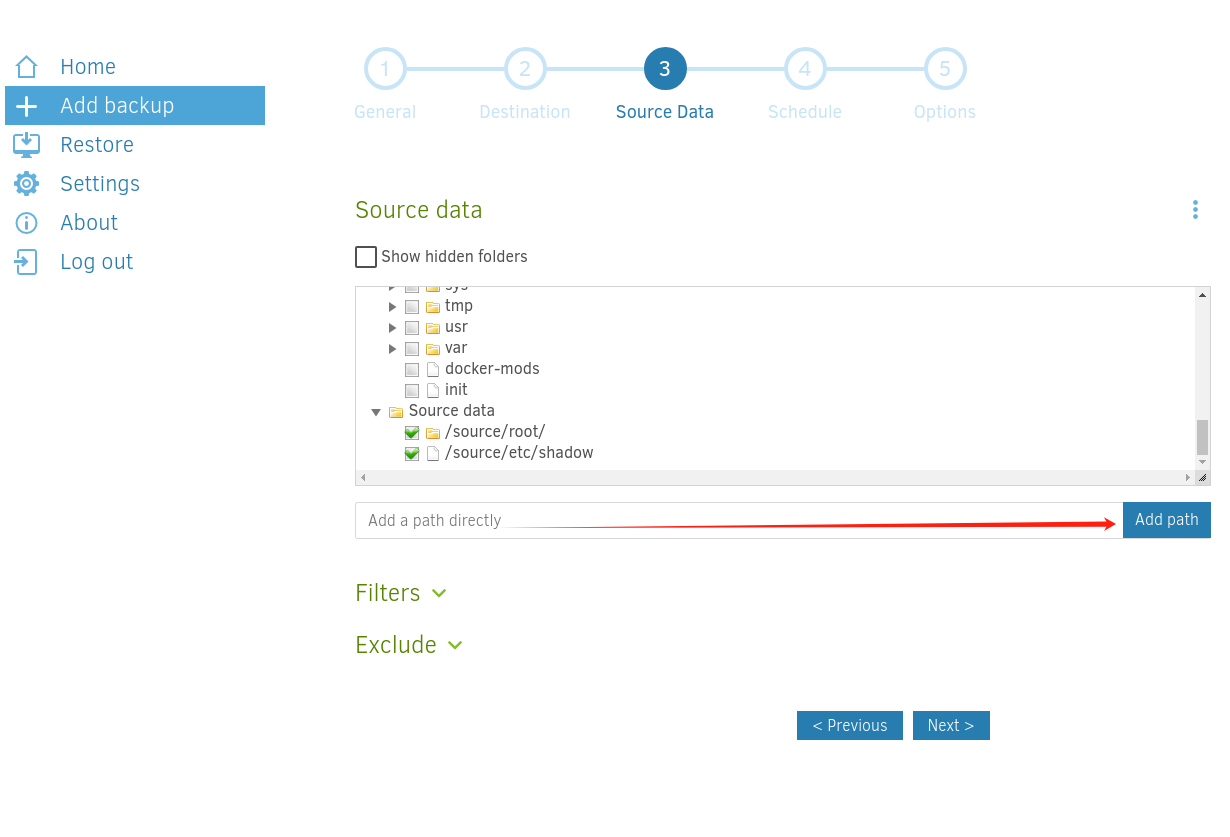 Home
Add backup
Restore
Settings
About
Log out
1 2 3 4 5
General Destination Source Data Schedule Options
Source data
Show hidden folders
sys
tmp
usr
var
docker-mods
init
Source data
/source/root/
/source/etc/shadow
Add a path directly Add path
Filters
Exclude
< Previous Next >